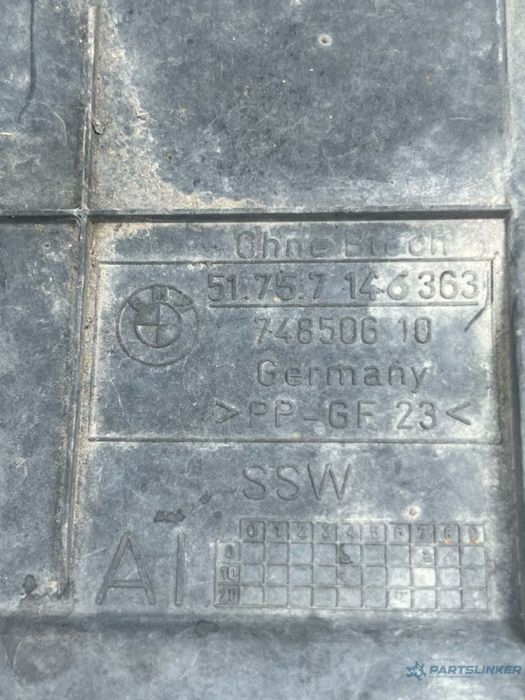 Ohne Blech
51.75.7 146 363
748506 10
Germany
>PP-GF 23<
SSW
AI
0 1 2 3 4 5 6 7 8 9
0
10
20
PARTSLINKER